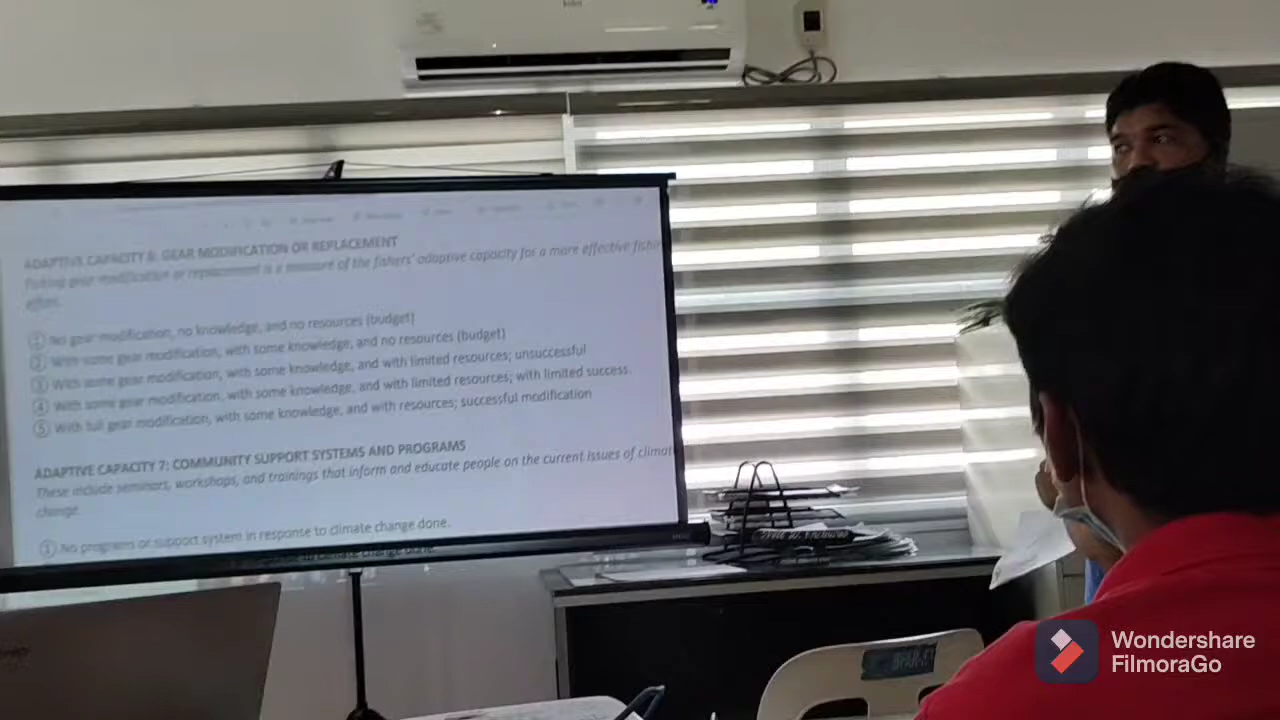 ADAPTIVE CAPACITY 6: GEAR MODIFICATION OR REPLACEMENT
Fishing gear modification or replacement is a measure of the fishers' adaptive capacity for a more effective fishin
effort.
1 No gear modification, no knowledge, and no resources (budget)
2 With some gear modification, with some knowledge, and no resources (budget)
3 With some gear modification, with some knowledge, and with limited resources; unsuccessful
4 With some gear modification, with some knowledge, and with limited resources; with limited success.
5 With full gear modification, with some knowledge, and with resources; successful modification
ADAPTIVE CAPACITY 7: COMMUNITY SUPPORT SYSTEMS AND PROGRAMS
These include seminars, workshops, and trainings that inform and educate people on the current issues of climat
change.
1 No programs or support system in response to climate change done.
Wondershare
FilmoraGo